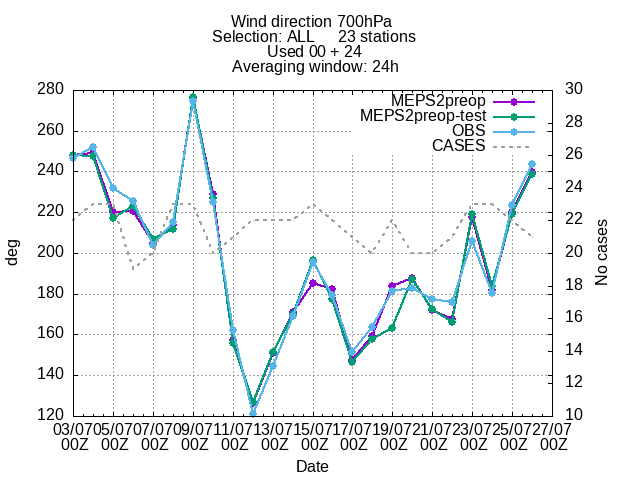 Wind direction 700hPa
Selection: ALL 23 stations
Used 00 + 24
Averaging window: 24h
MEPS2preop
MEPS2preop-test
OBS
CASES
280
260
240
220
200
180
160
140
120
deg
30
28
26
24
22
20
18
16
14
12
10
No cases
03/07 05/07 07/07 09/07 11/07 13/07 15/07 17/07 19/07 21/07 23/07 25/07 27/07
00Z 00Z 00Z 00Z 00Z 00Z 00Z 00Z 00Z 00Z 00Z 00Z 00Z
Date